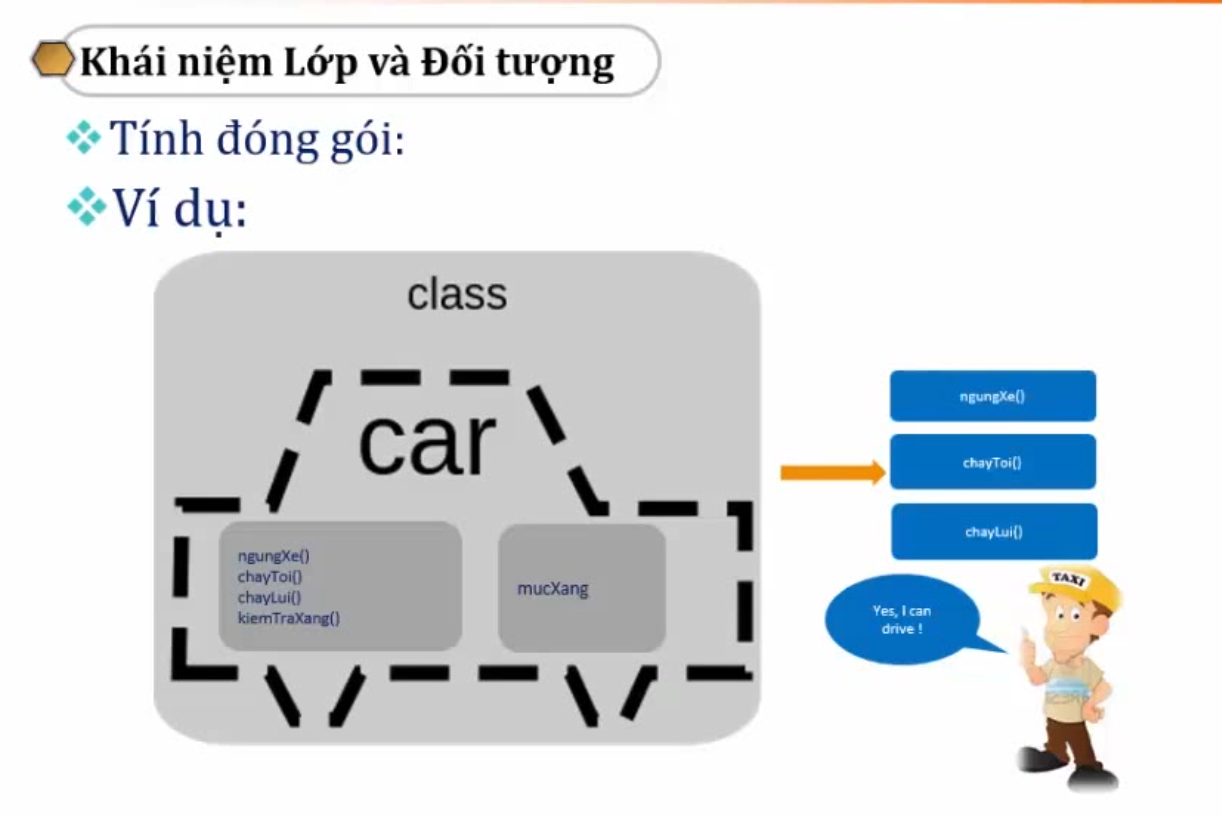 Khái niệm Lớp và Đối tượng
Tính đóng gói:
Ví dụ:
class
car
ngungXe()
chayToi()
chayLui()
kiemTraXang()
mucXang
ngungXe()
chayToi()
chayLui()
Yes, I can
drive !
TAXI